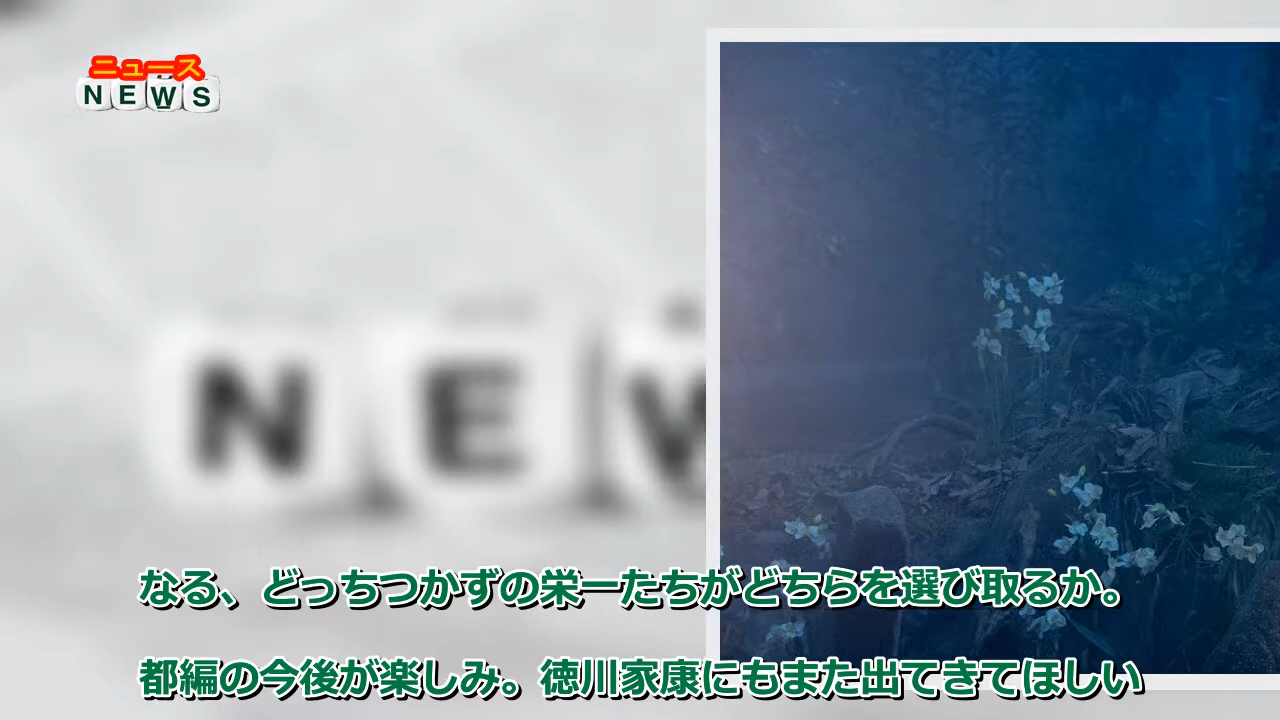 ニュース
NEWS
NEW
なる、どっちつかずの栄一たちがどちらを選び取るか。
都編の今後が楽しみ。徳川家康にもまた出てきてほしい